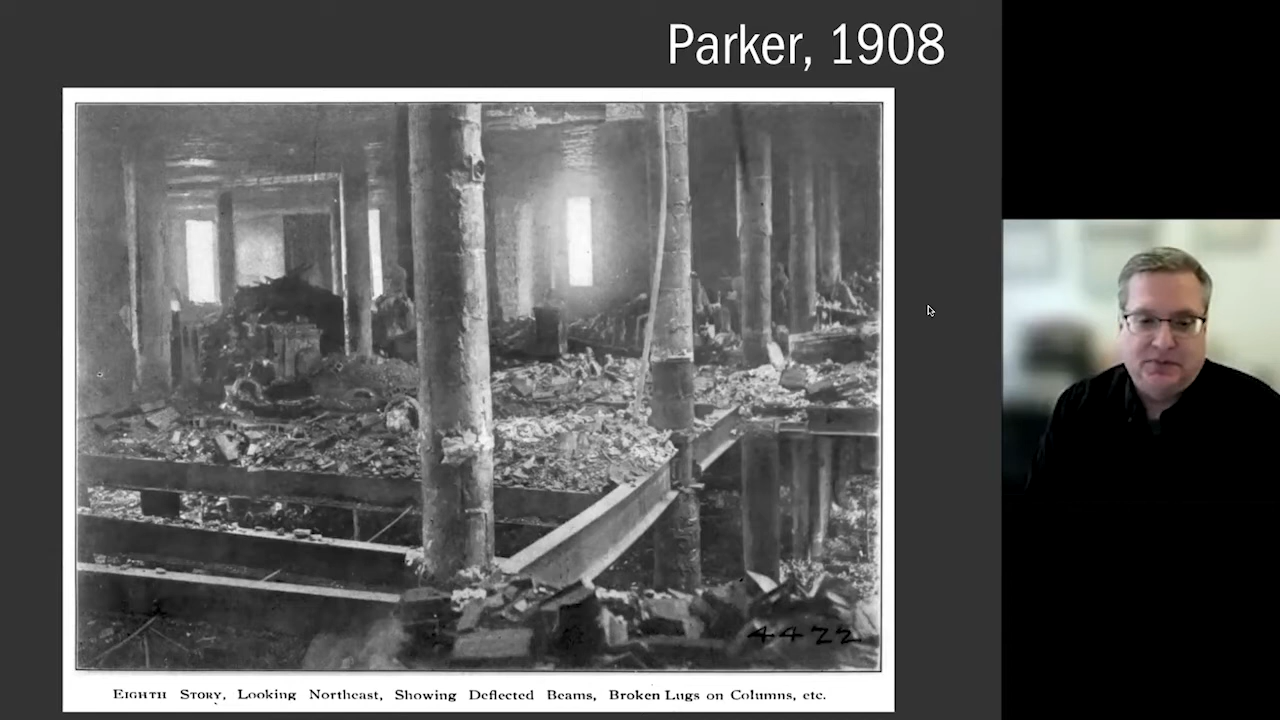 Parker, 1908
4422
Eighth Story, Looking Northeast, Showing Deflected Beams, Broken Lugs on Columns, etc.